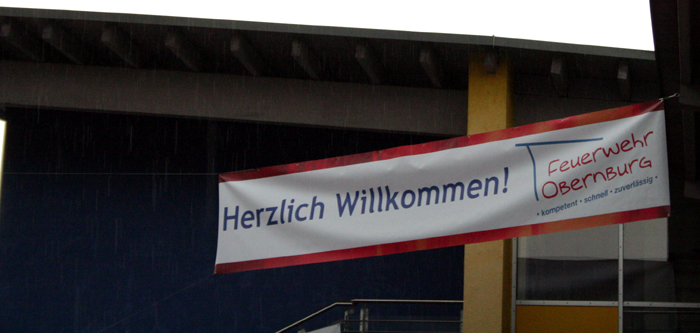 Herzlich Willkommen!
Feuerwehr
Obernburg
• kompetent • schnell • zuverlässig •